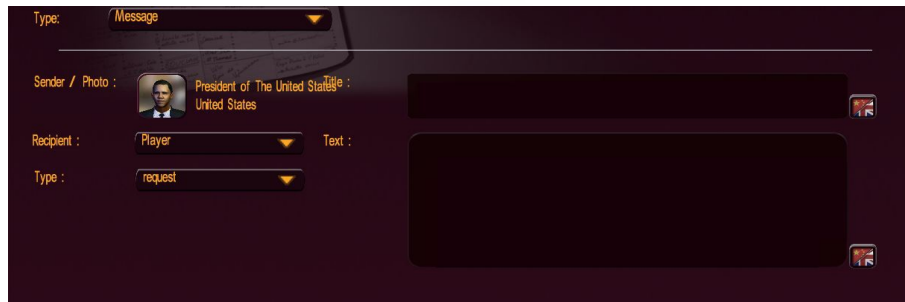 Type:
Message
Sender / Photo :
President of The United States
United States
Title :
Recipient :
Player
Text :
Type :
request